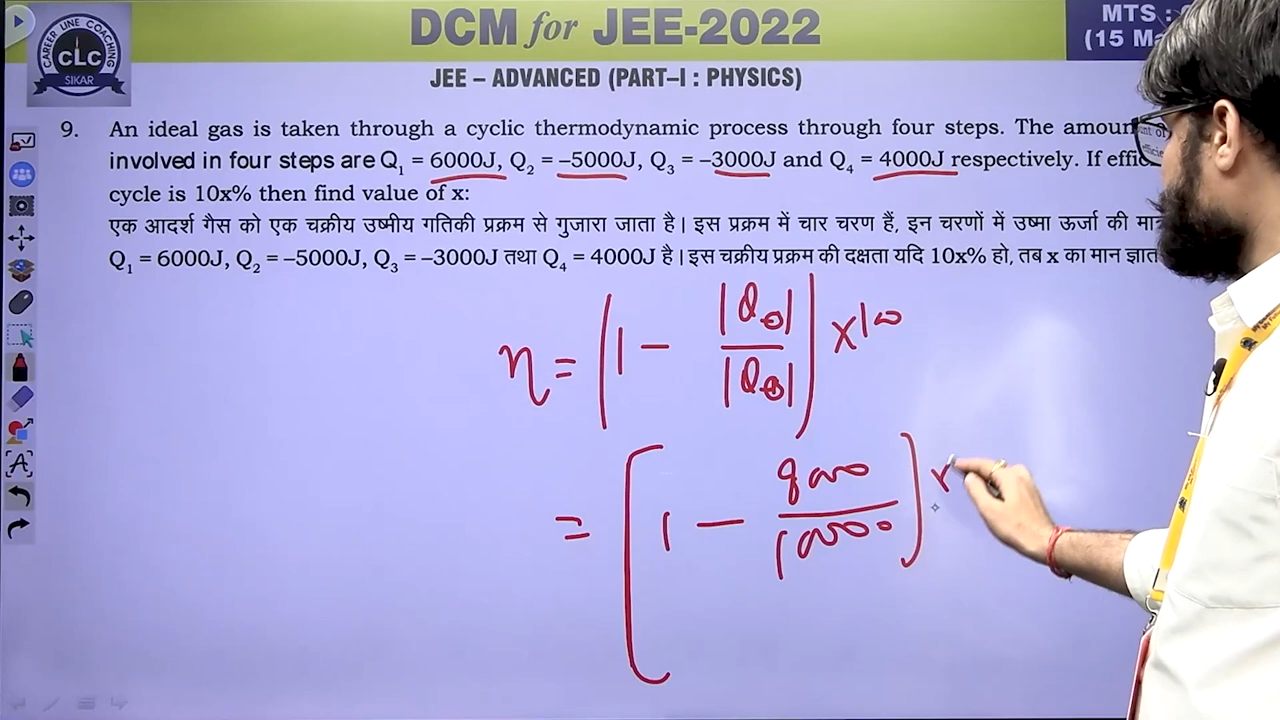 CAREER LINE COACHING
CLC
SIKAR
DCM for JEE-2022
MTS :
(15 Ma
JEE – ADVANCED (PART–I : PHYSICS)
9. An ideal gas is taken through a cyclic thermodynamic process through four steps. The amoun
involved in four steps are Q₁ = 6000J, Q₂ = –5000J, Q₃ = –3000J and Q₄ = 4000J respectively. If effic
cycle is 10x% then find value of x:
एक आदर्श गैस को एक चक्रीय उष्मीय गतिकी प्रक्रम से गुजारा जाता है। इस प्रक्रम में चार चरण हैं, इन चरणों में उष्मा ऊर्जा की मा
Q₁ = 6000J, Q₂ = –5000J, Q₃ = –3000J तथा Q₄ = 4000J है। इस चक्रीय प्रक्रम की दक्षता यदि 10x% हो, तब x का मान ज्ञात
η = (1 – |Q⊖| / |Q⊕|) × 10
= [1 – 8000 / 10000] ×